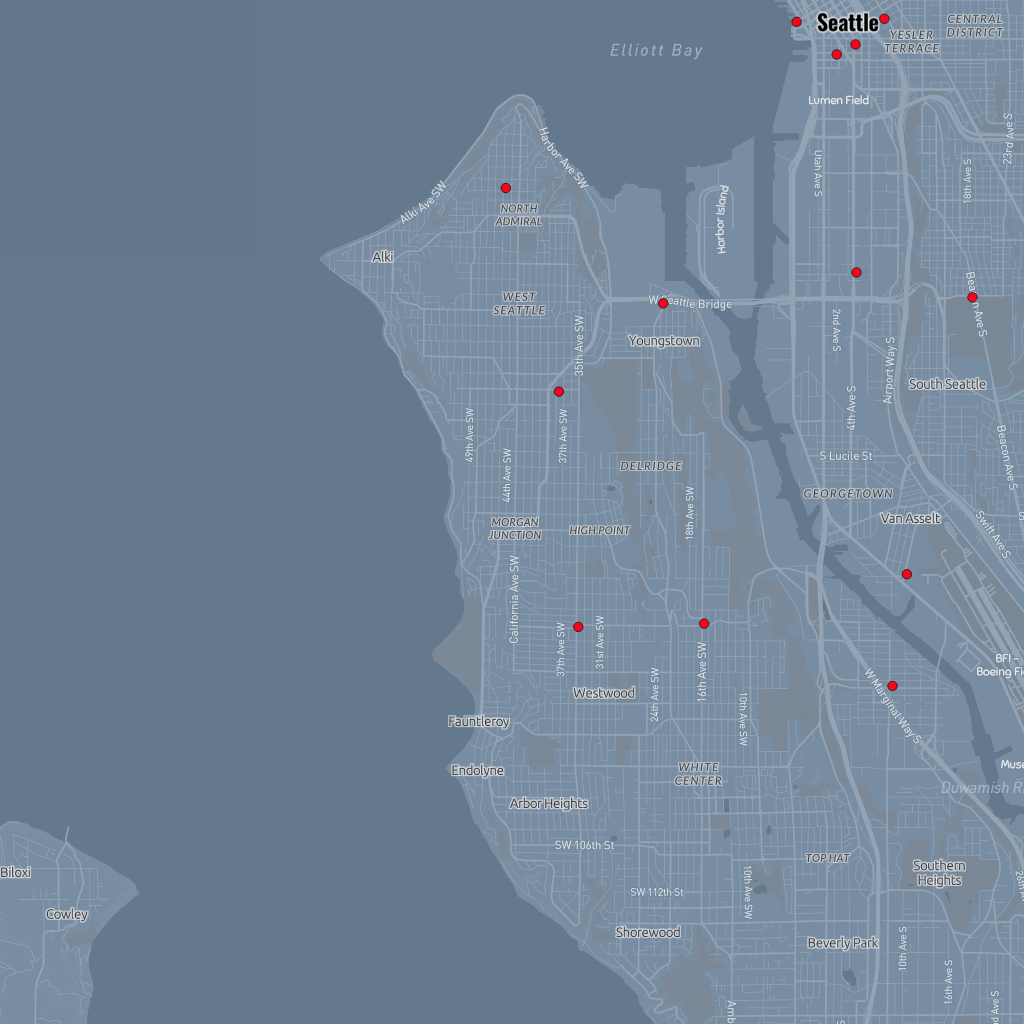 Seattle
CENTRAL
DISTRICT
YESLER
TERRACE
Elliott Bay
Lumen Field
Harbor Ave SW
Utah Ave S
23rd Ave S
18th Ave S
Alki Ave SW
NORTH
ADMIRAL
Harbor Island
Alki
WEST
SEATTLE
W Seattle Bridge
Beacon Ave S
35th Ave SW
Youngstown
2nd Ave S
Airport Way S
South Seattle
4th Ave S
49th Ave SW
37th Ave SW
44th Ave SW
S Lucile St
Beacon Ave S
DELRIDGE
GEORGETOWN
18th Ave SW
MORGAN
JUNCTION
HIGH POINT
Van Asselt
Swift Ave S
California Ave SW
37th Ave SW
31st Ave SW
16th Ave SW
BFI –
Boeing Fi
Westwood
24th Ave SW
10th Ave SW
W Marginal Way S
Fauntleroy
Endolyne
WHITE
CENTER
Muse
Duwamish Ri
Arbor Heights
SW 106th St
TOP HAT
Southern
Heights
Biloxi
10th Ave SW
SW 112th St
Cowley
Shorewood
Beverly Park
10th Ave S
16th Ave S
Amb